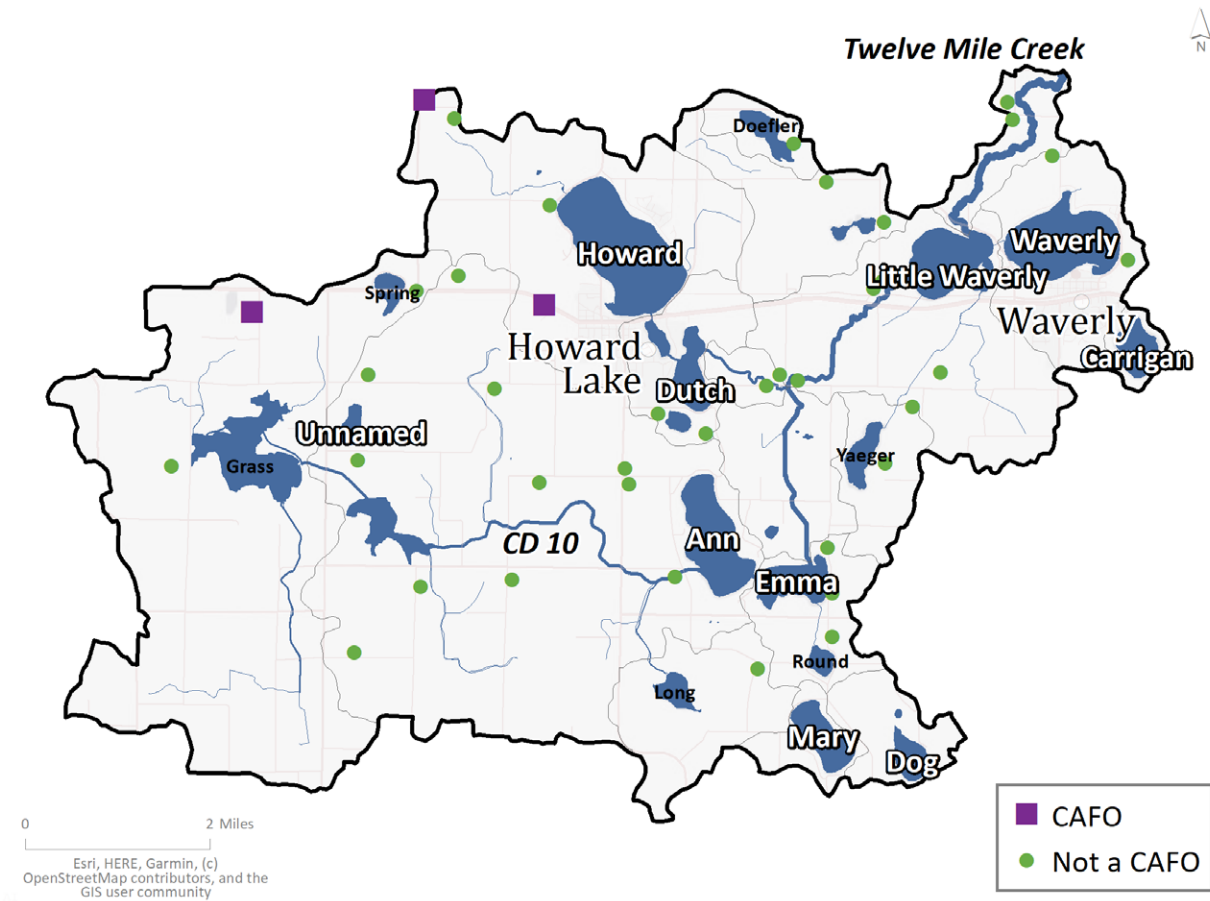 N
Twelve Mile Creek
Doefler
Howard
Waverly
Little Waverly
Spring
Waverly
Howard
Lake
Carrigan
Dutch
Unnamed
Yaeger
Grass
CD 10
Ann
Emma
Round
Long
Mary
Dog
0 2 Miles
Esri, HERE, Garmin, (c)
OpenStreetMap contributors, and the
GIS user community
CAFO
Not a CAFO